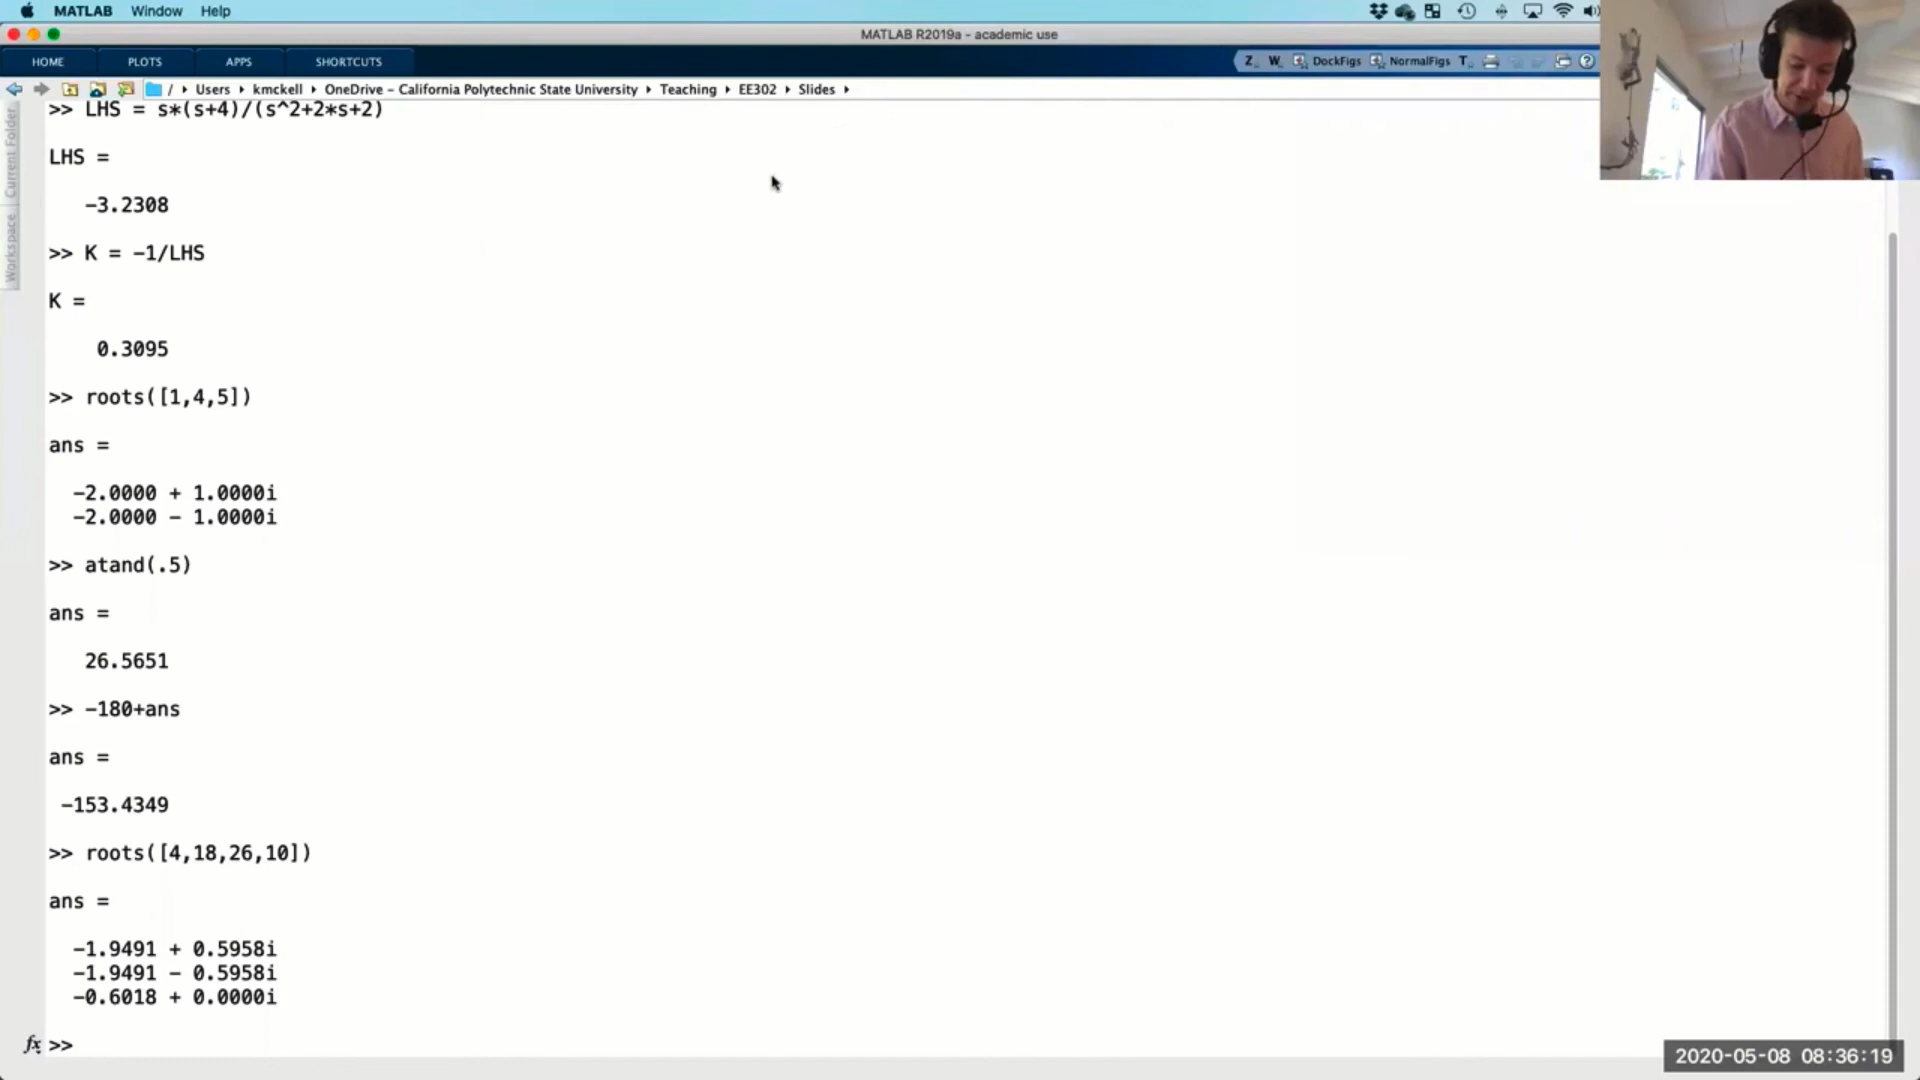 MATLAB Window Help
MATLAB R2019a - academic use
HOME PLOTS APPS SHORTCUTS
Z.. W.. DockFigs NormalFigs T..
/ Users kmckell OneDrive - California Polytechnic State University Teaching EE302 Slides
Current Folder
Workspace
>> LHS = s*(s+4)/(s^2+2*s+2)
LHS =
-3.2308
>> K = -1/LHS
K =
0.3095
>> roots([1,4,5])
ans =
-2.0000 + 1.0000i
-2.0000 - 1.0000i
>> atand(.5)
ans =
26.5651
>> -180+ans
ans =
-153.4349
>> roots([4,18,26,10])
ans =
-1.9491 + 0.5958i
-1.9491 - 0.5958i
-0.6018 + 0.0000i
fx >>
2020-05-08 08:36:19